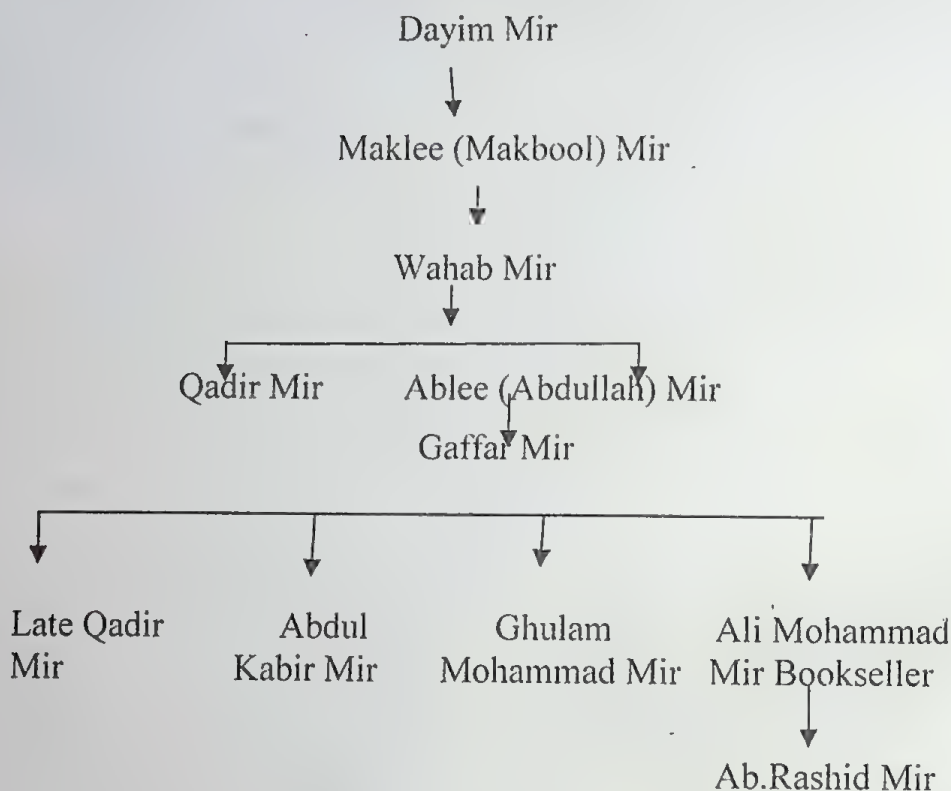 Dayim Mir
Maklee (Makbool) Mir
Wahab Mir
Qadir Mir Ablee (Abdullah) Mir
Gaffar Mir
Late Qadir Mir
Abdul Kabir Mir
Ghulam Mohammad Mir
Ali Mohammad Mir Bookseller
Ab.Rashid Mir